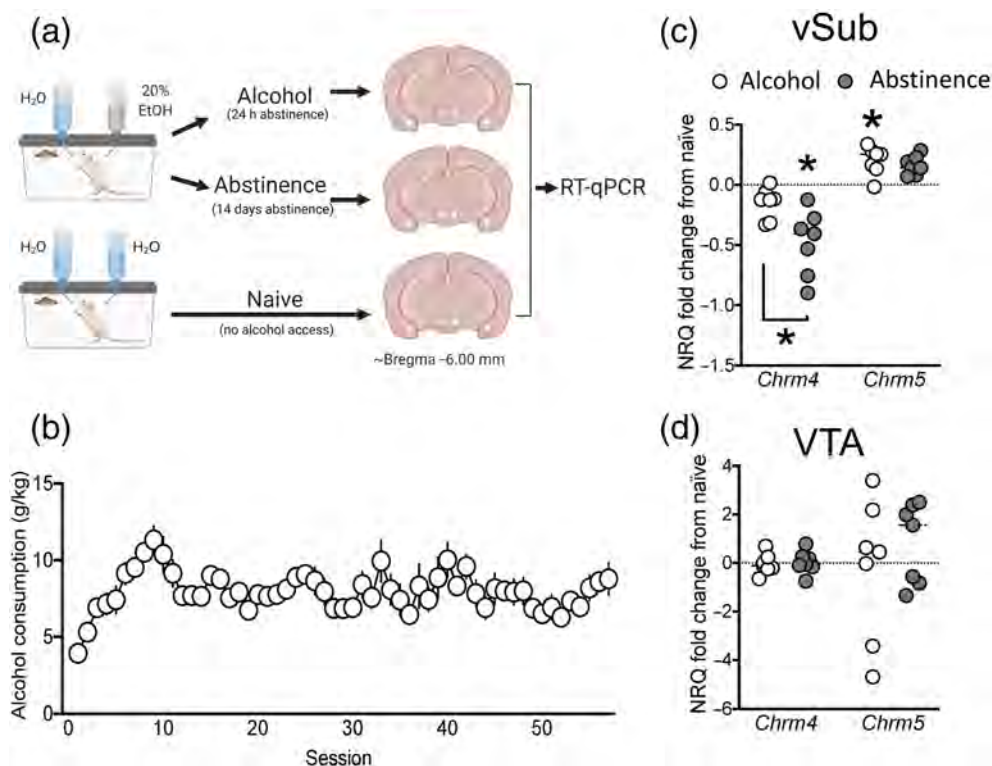 (a)
H₂O
20%
EtOH
Alcohol
(24 h abstinence)
Abstinence
(14 days abstinence)
H₂O
H₂O
Naive
(no alcohol access)
~Bregma -6.00 mm
RT-qPCR
(b)
Alcohol consumption (g/kg)
15
10
5
0
0 10 20 30 40 50
Session
(c) vSub
Alcohol Abstinence
NRQ fold change from naïve
0.5
0.0
-0.5
-1.0
-1.5
*
*
*
Chrm4 Chrm5
(d) VTA
NRQ fold change from naïve
4
2
0
-2
-4
-6
Chrm4 Chrm5